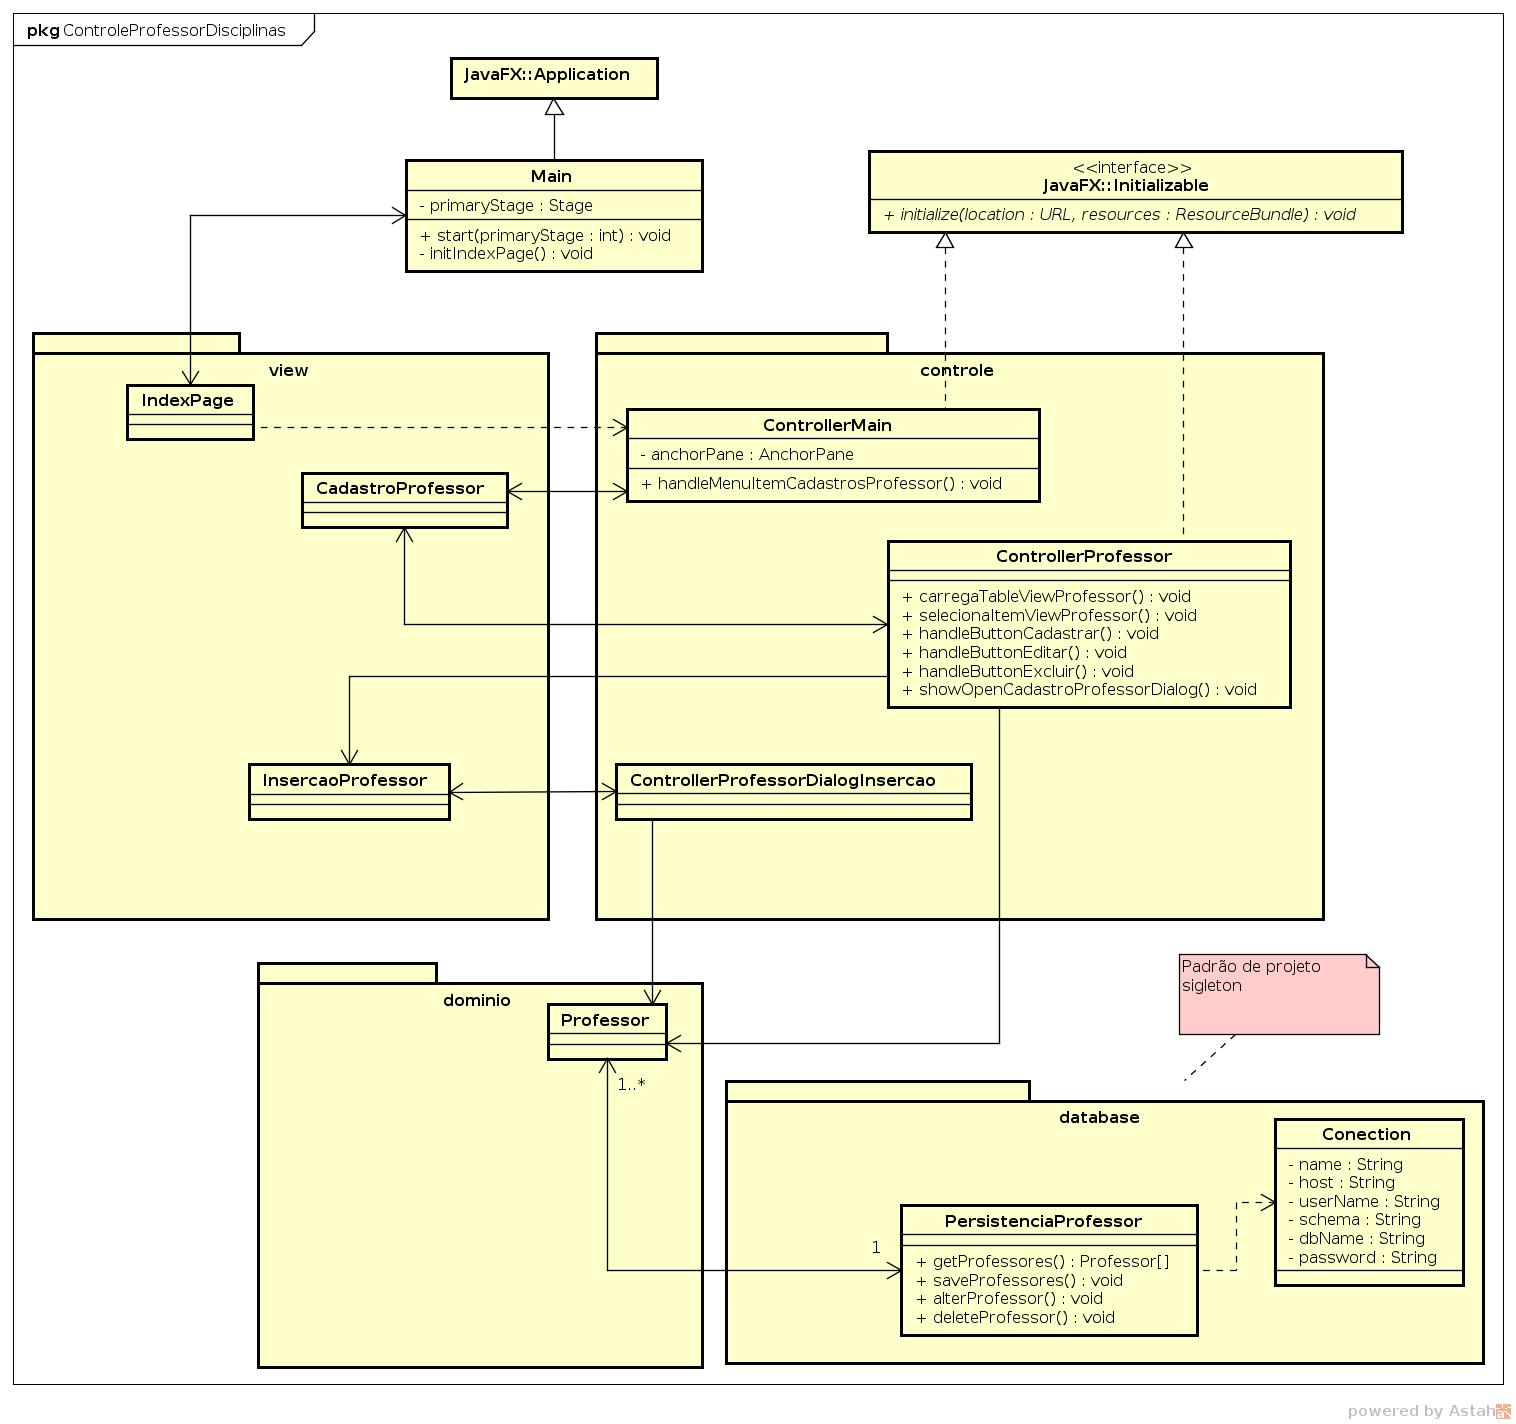 pkg ControleProfessorDisciplinas
JavaFX::Application
Main
- primaryStage : Stage
+ start(primaryStage : int) : void
- initIndexPage() : void
<<interface>>
JavaFX::Initializable
+ initialize(location : URL, resources : ResourceBundle) : void
view
IndexPage
CadastroProfessor
InsercaoProfessor
controle
ControllerMain
- anchorPane : AnchorPane
+ handleMenuItemCadastrosProfessor() : void
ControllerProfessor
+ carregaTableViewProfessor() : void
+ selecionaItemViewProfessor() : void
+ handleButtonCadastrar() : void
+ handleButtonEditar() : void
+ handleButtonExcluir() : void
+ showOpenCadastroProfessorDialog() : void
ControllerProfessorDialogInsercao
dominio
Professor
1..*
Padrão de projeto
sigleton
database
Conection
- name : String
- host : String
- userName : String
- schema : String
- dbName : String
- password : String
1
PersistenciaProfessor
+ getProfessores() : Professor[]
+ saveProfessores() : void
+ alterProfessor() : void
+ deleteProfessor() : void
powered by Astah